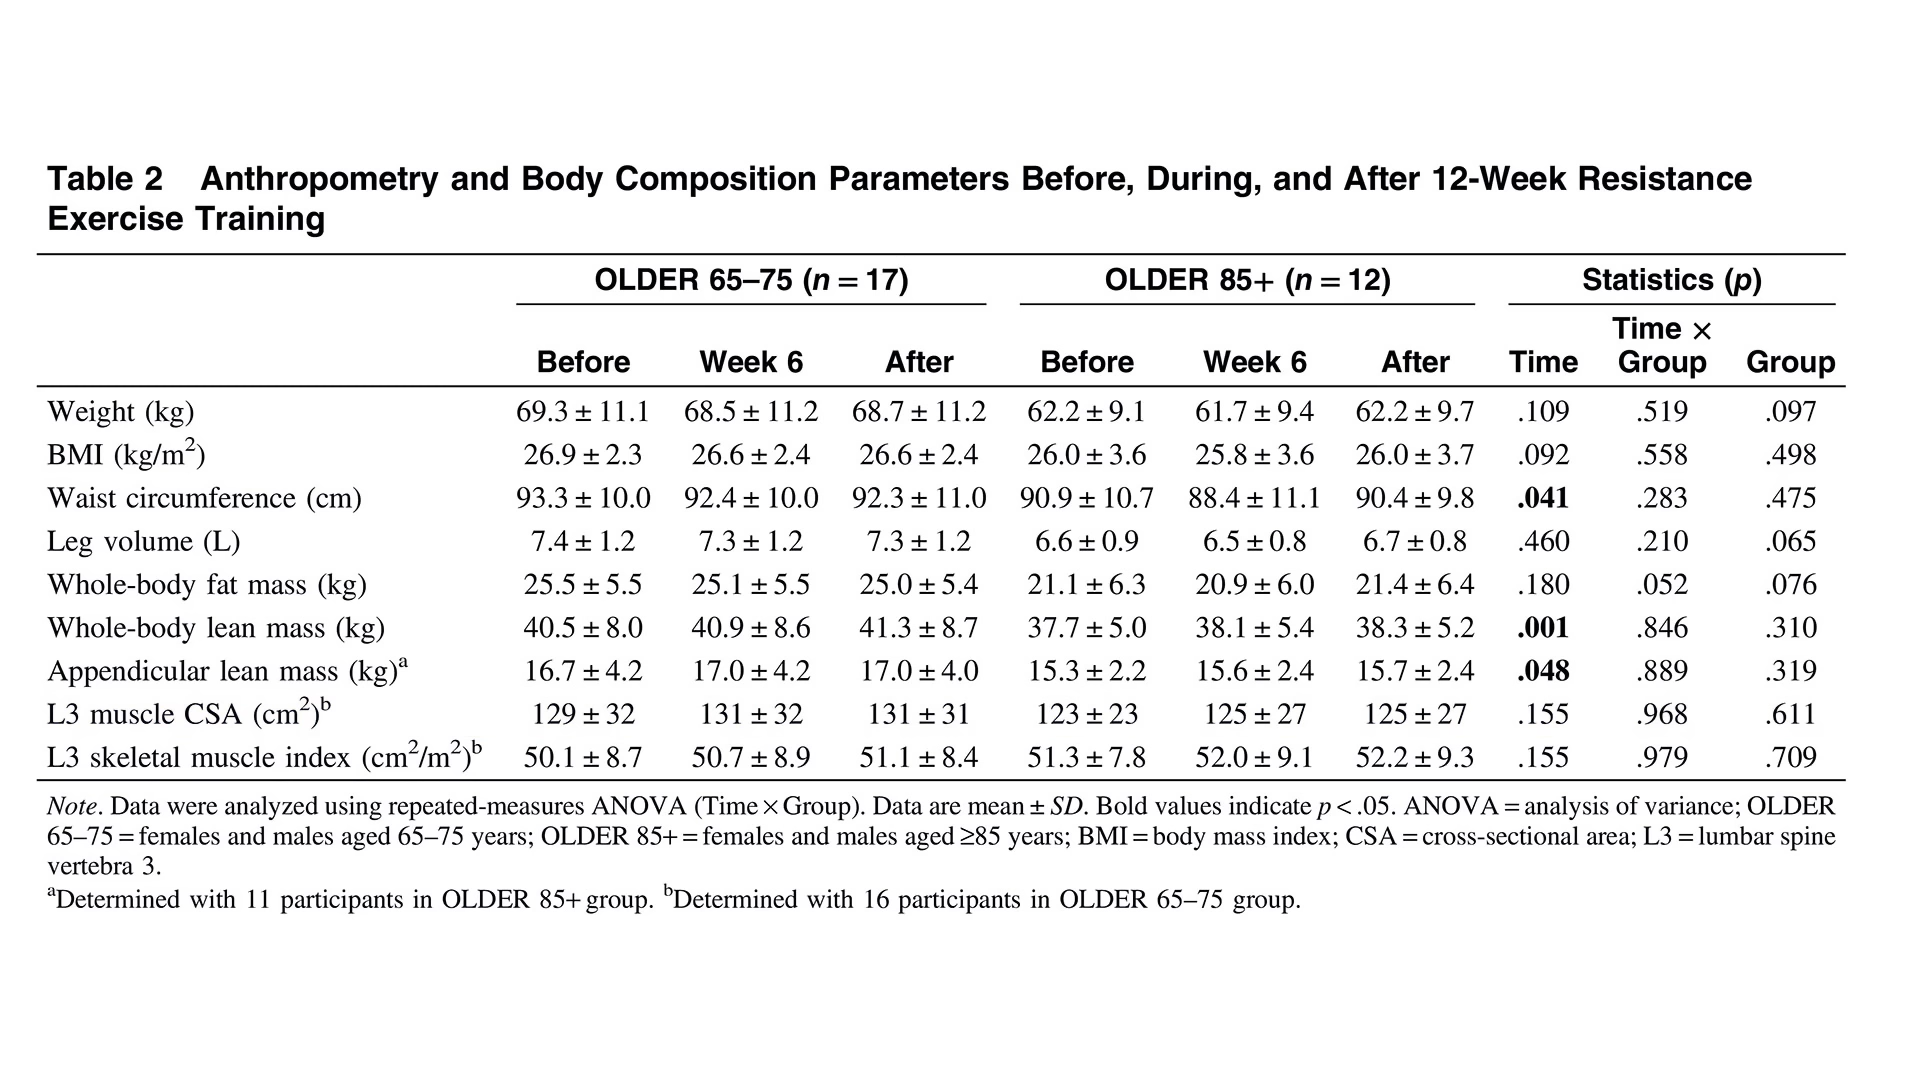 Table 2 Anthropometry and Body Composition Parameters Before, During, and After 12-Week Resistance
Exercise Training
OLDER 65–75 (n = 17) OLDER 85+ (n = 12) Statistics (p)
Before Week 6 After Before Week 6 After Time Time × Group Group
Weight (kg) 69.3 ± 11.1 68.5 ± 11.2 68.7 ± 11.2 62.2 ± 9.1 61.7 ± 9.4 62.2 ± 9.7 .109 .519 .097
BMI (kg/m²) 26.9 ± 2.3 26.6 ± 2.4 26.6 ± 2.4 26.0 ± 3.6 25.8 ± 3.6 26.0 ± 3.7 .092 .558 .498
Waist circumference (cm) 93.3 ± 10.0 92.4 ± 10.0 92.3 ± 11.0 90.9 ± 10.7 88.4 ± 11.1 90.4 ± 9.8 .041 .283 .475
Leg volume (L) 7.4 ± 1.2 7.3 ± 1.2 7.3 ± 1.2 6.6 ± 0.9 6.5 ± 0.8 6.7 ± 0.8 .460 .210 .065
Whole-body fat mass (kg) 25.5 ± 5.5 25.1 ± 5.5 25.0 ± 5.4 21.1 ± 6.3 20.9 ± 6.0 21.4 ± 6.4 .180 .052 .076
Whole-body lean mass (kg) 40.5 ± 8.0 40.9 ± 8.6 41.3 ± 8.7 37.7 ± 5.0 38.1 ± 5.4 38.3 ± 5.2 .001 .846 .310
Appendicular lean mass (kg)ᵃ 16.7 ± 4.2 17.0 ± 4.2 17.0 ± 4.0 15.3 ± 2.2 15.6 ± 2.4 15.7 ± 2.4 .048 .889 .319
L3 muscle CSA (cm²)ᵇ 129 ± 32 131 ± 32 131 ± 31 123 ± 23 125 ± 27 125 ± 27 .155 .968 .611
L3 skeletal muscle index (cm²/m²)ᵇ 50.1 ± 8.7 50.7 ± 8.9 51.1 ± 8.4 51.3 ± 7.8 52.0 ± 9.1 52.2 ± 9.3 .155 .979 .709
Note. Data were analyzed using repeated-measures ANOVA (Time × Group). Data are mean ± SD. Bold values indicate p < .05. ANOVA = analysis of variance; OLDER
65–75 = females and males aged 65–75 years; OLDER 85+ = females and males aged ≥85 years; BMI = body mass index; CSA = cross-sectional area; L3 = lumbar spine
vertebra 3.
ᵃDetermined with 11 participants in OLDER 85+ group. ᵇDetermined with 16 participants in OLDER 65–75 group.